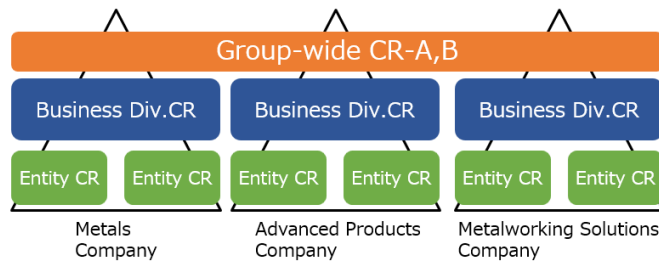 Group-wide CR-A,B
Business Div.CR
Business Div.CR
Business Div.CR
Entity CR
Entity CR
Entity CR
Entity CR
Entity CR
Entity CR
Metals
Company
Advanced Products
Company
Metalworking Solutions
Company